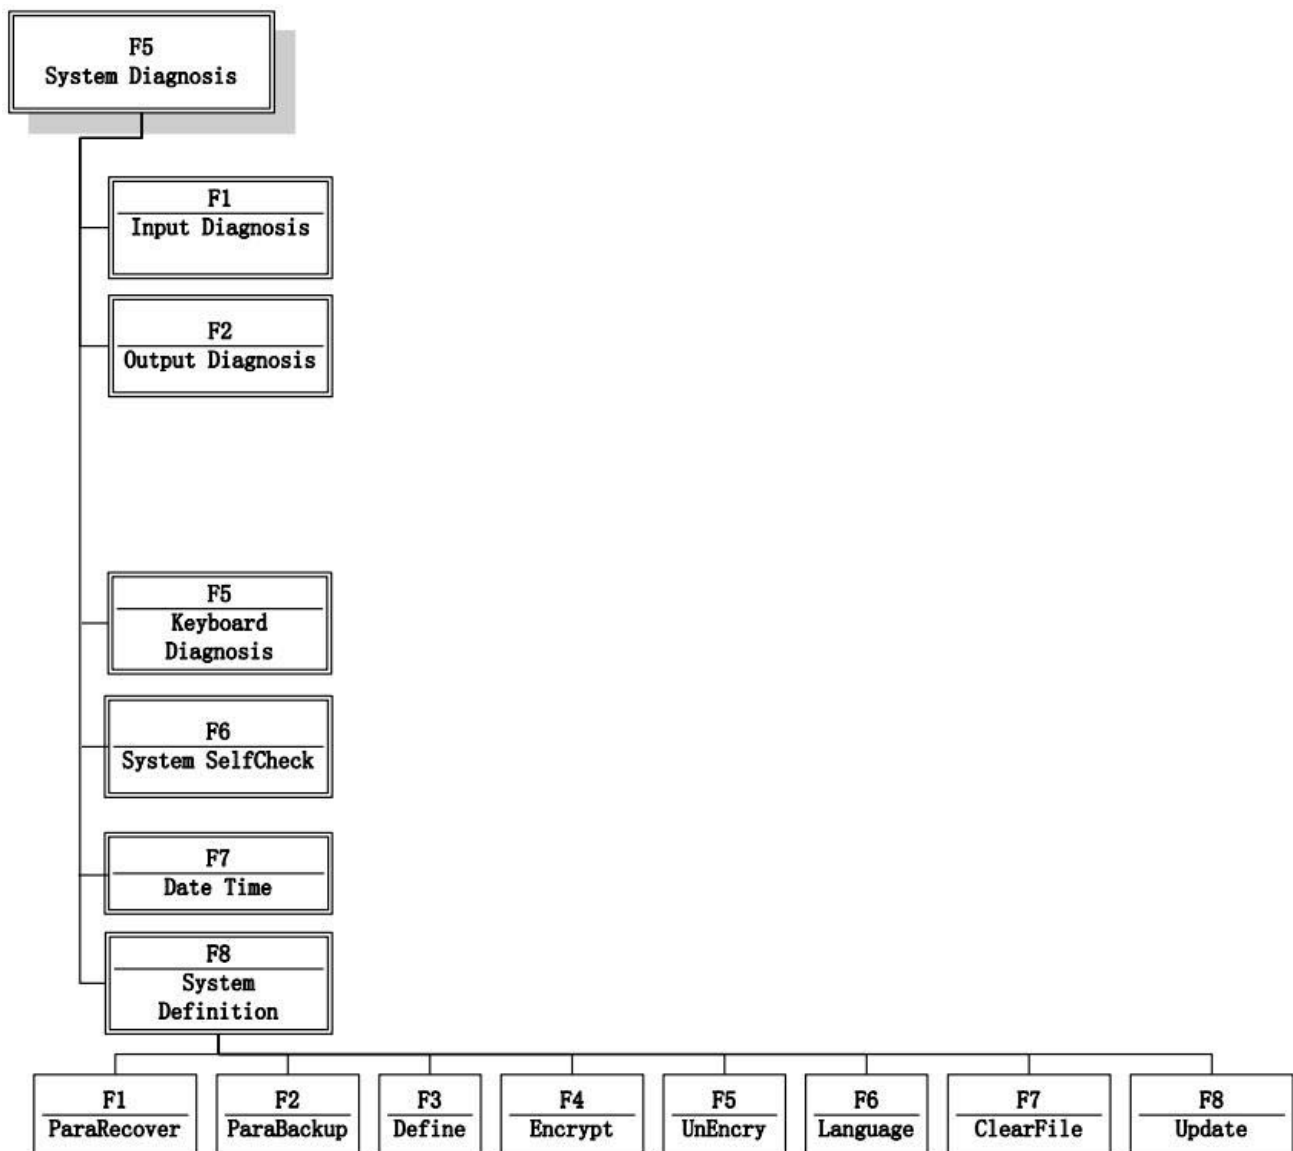 F5
System Diagnosis
F1
Input Diagnosis
F2
Output Diagnosis
F5
Keyboard
Diagnosis
F6
System SelfCheck
F7
Date Time
F8
System
Definition
F1
ParaRecover
F2
ParaBackup
F3
Define
F4
Encrypt
F5
UnEncry
F6
Language
F7
ClearFile
F8
Update